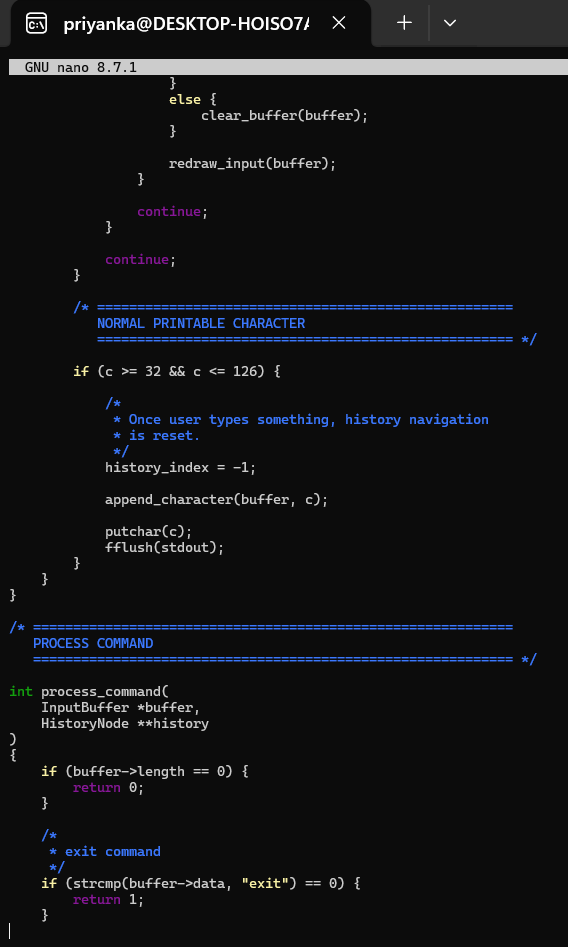 priyanka@DESKTOP-HOISO7
GNU nano 8.7.1
                    }
                    else {
                        clear_buffer(buffer);
                    }

                    redraw_input(buffer);
                }

                continue;
            }

            continue;
        }

        /* ====================================================
           NORMAL PRINTABLE CHARACTER
           ==================================================== */

        if (c >= 32 && c <= 126) {

            /*
             * Once user types something, history navigation
             * is reset.
             */
            history_index = -1;

            append_character(buffer, c);

            putchar(c);
            fflush(stdout);
        }
    }
}

/* ============================================================
   PROCESS COMMAND
   ============================================================ */

int process_command(
    InputBuffer *buffer,
    HistoryNode **history
)
{
    if (buffer->length == 0) {
        return 0;
    }

    /*
     * exit command
     */
    if (strcmp(buffer->data, "exit") == 0) {
        return 1;
    }